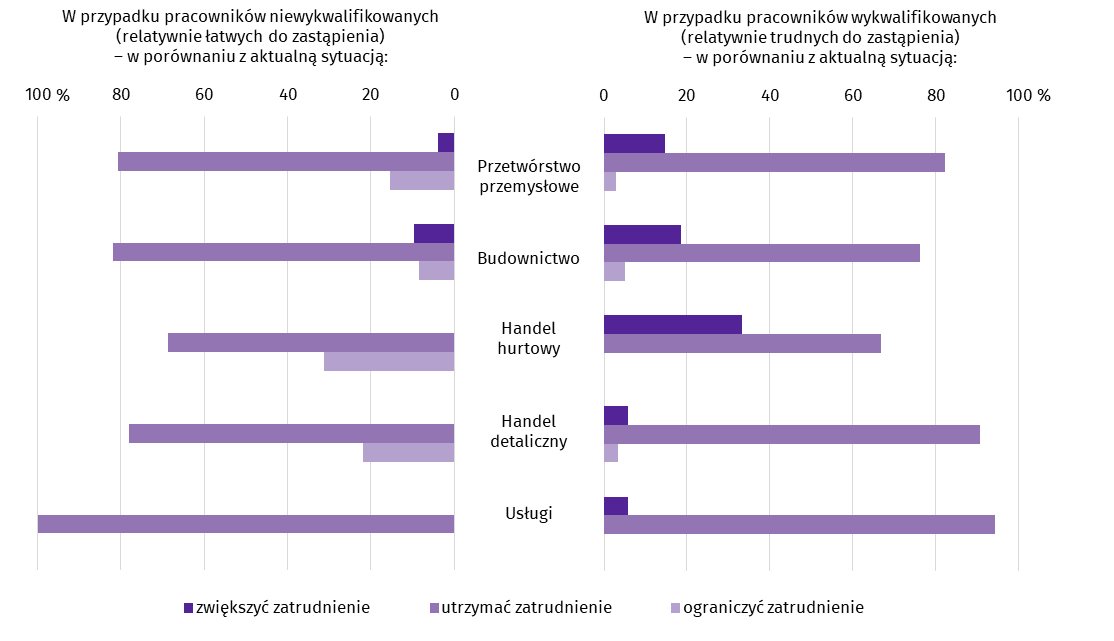 W przypadku pracowników niewykwalifikowanych
(relatywnie łatwych do zastąpienia)
– w porównaniu z aktualną sytuacją:
W przypadku pracowników wykwalifikowanych
(relatywnie trudnych do zastąpienia)
– w porównaniu z aktualną sytuacją:
100 % 80 60 40 20 0
0 20 40 60 80 100 %
Przetwórstwo
przemysłowe
Budownictwo
Handel
hurtowy
Handel
detaliczny
Usługi
zwiększyć zatrudnienie utrzymać zatrudnienie ograniczyć zatrudnienie